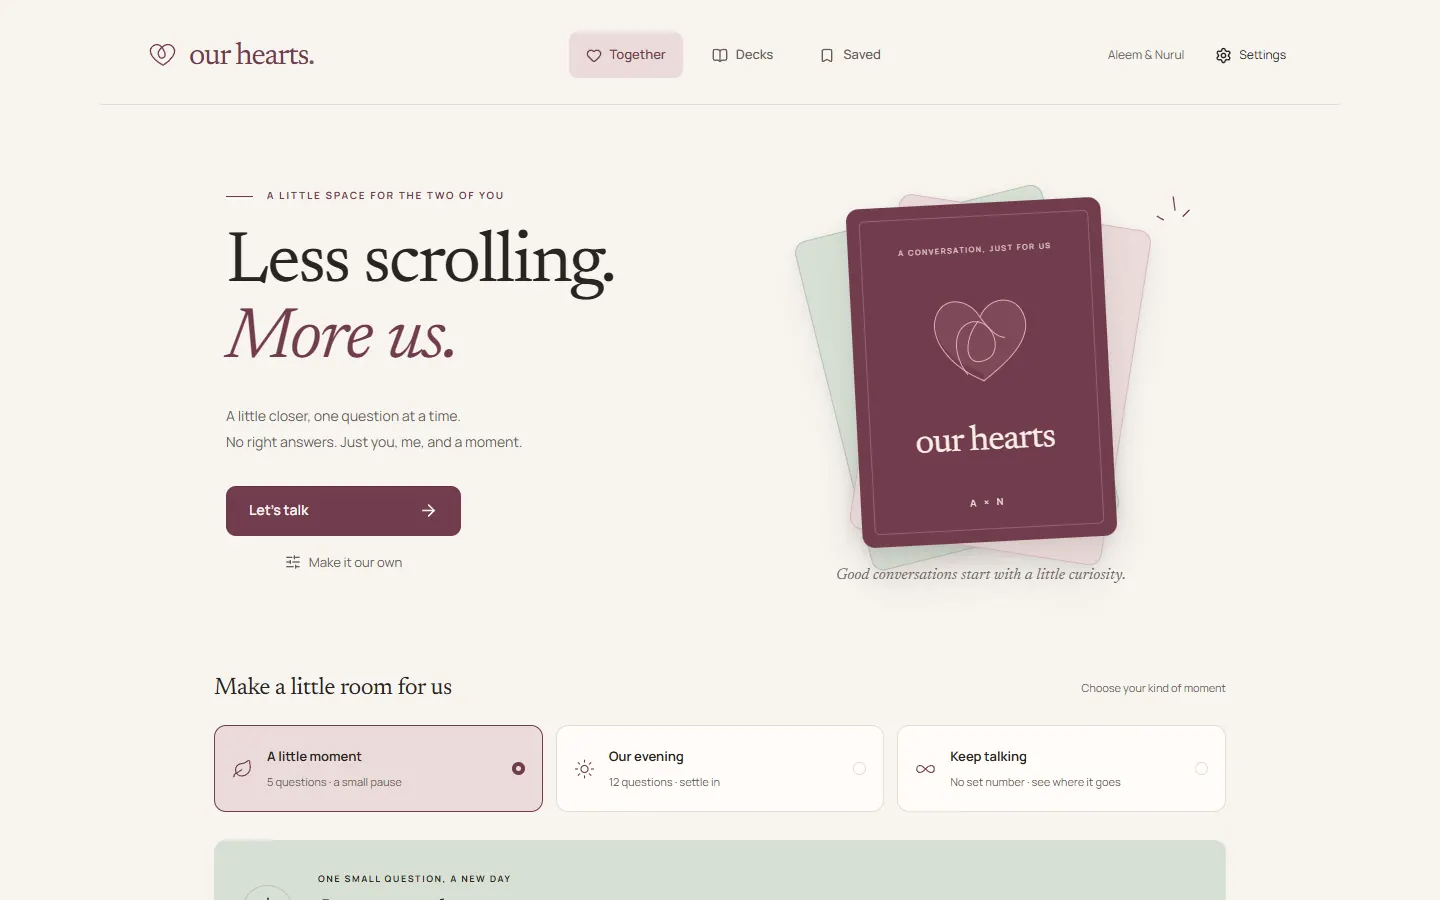 our hearts.
Together
Decks
Saved
Aleem & Nurul
Settings
A LITTLE SPACE FOR THE TWO OF YOU
Less scrolling.
More us.
A little closer, one question at a time.
No right answers. Just you, me, and a moment.
Let's talk
Make it our own
A CONVERSATION, JUST FOR US
our hearts
A × N
Good conversations start with a little curiosity.
Make a little room for us
Choose your kind of moment
A little moment
5 questions · a small pause
Our evening
12 questions · settle in
Keep talking
No set number · see where it goes
ONE SMALL QUESTION, A NEW DAY